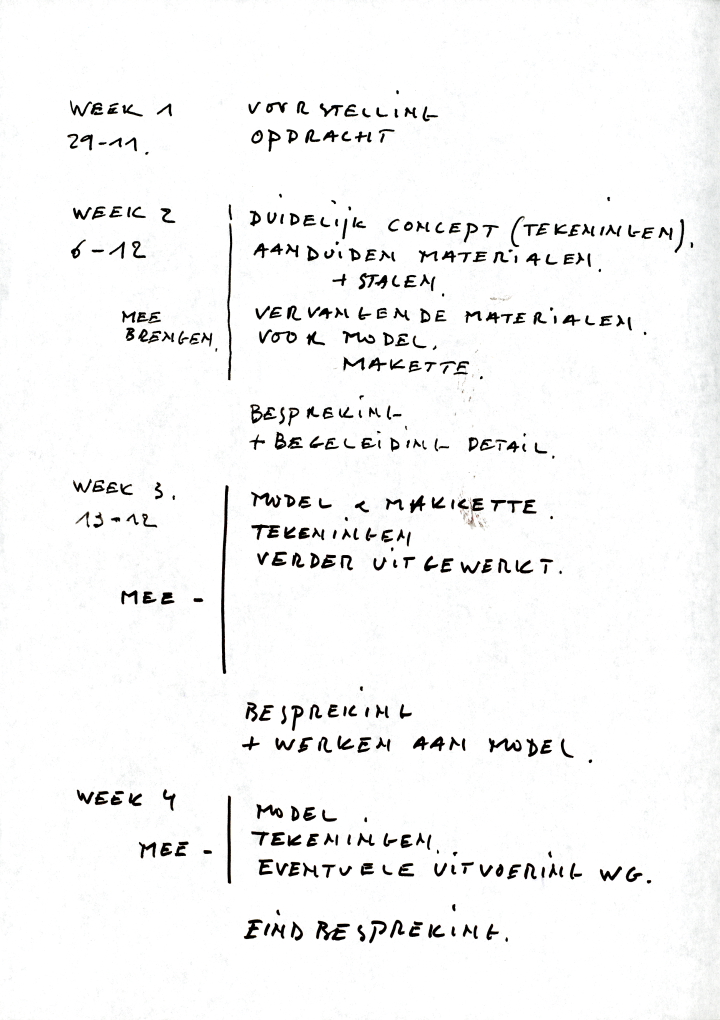 WEEK 1 VOORSTELLING
29-11. OPDRACHT
WEEK 2 DUIDELIJK CONCEPT (TEKENINGEN).
6-12 AANDUIDEN MATERIALEN.
+ STALEN.
MEE VERVANGENDE MATERIALEN.
BRENGEN. VOOR MODEL.
MAKETTE.
BESPREKING
+ BEGELEIDING DETAIL.
WEEK 3. MODEL & MAKKETTE.
13-12 TEKENINGEN
VERDER UITGEWERKT.
MEE -
BESPREKING
+ WERKEN AAN MODEL.
WEEK 4 MODEL.
MEE - TEKENINGEN.
EVENTUELE UITVOERING WG.
EINDBESPREKING.